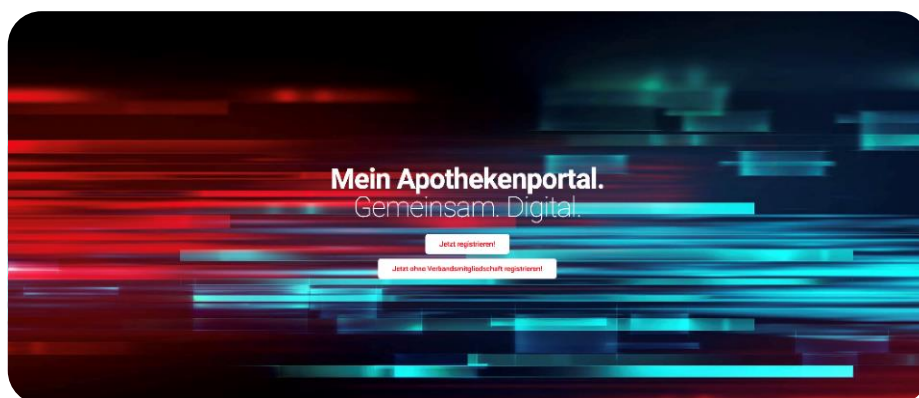 Mein Apothekenportal.
Gemeinsam. Digital.
Jetzt registrieren!
Jetzt ohne Verbandsmitgliedschaft registrieren!